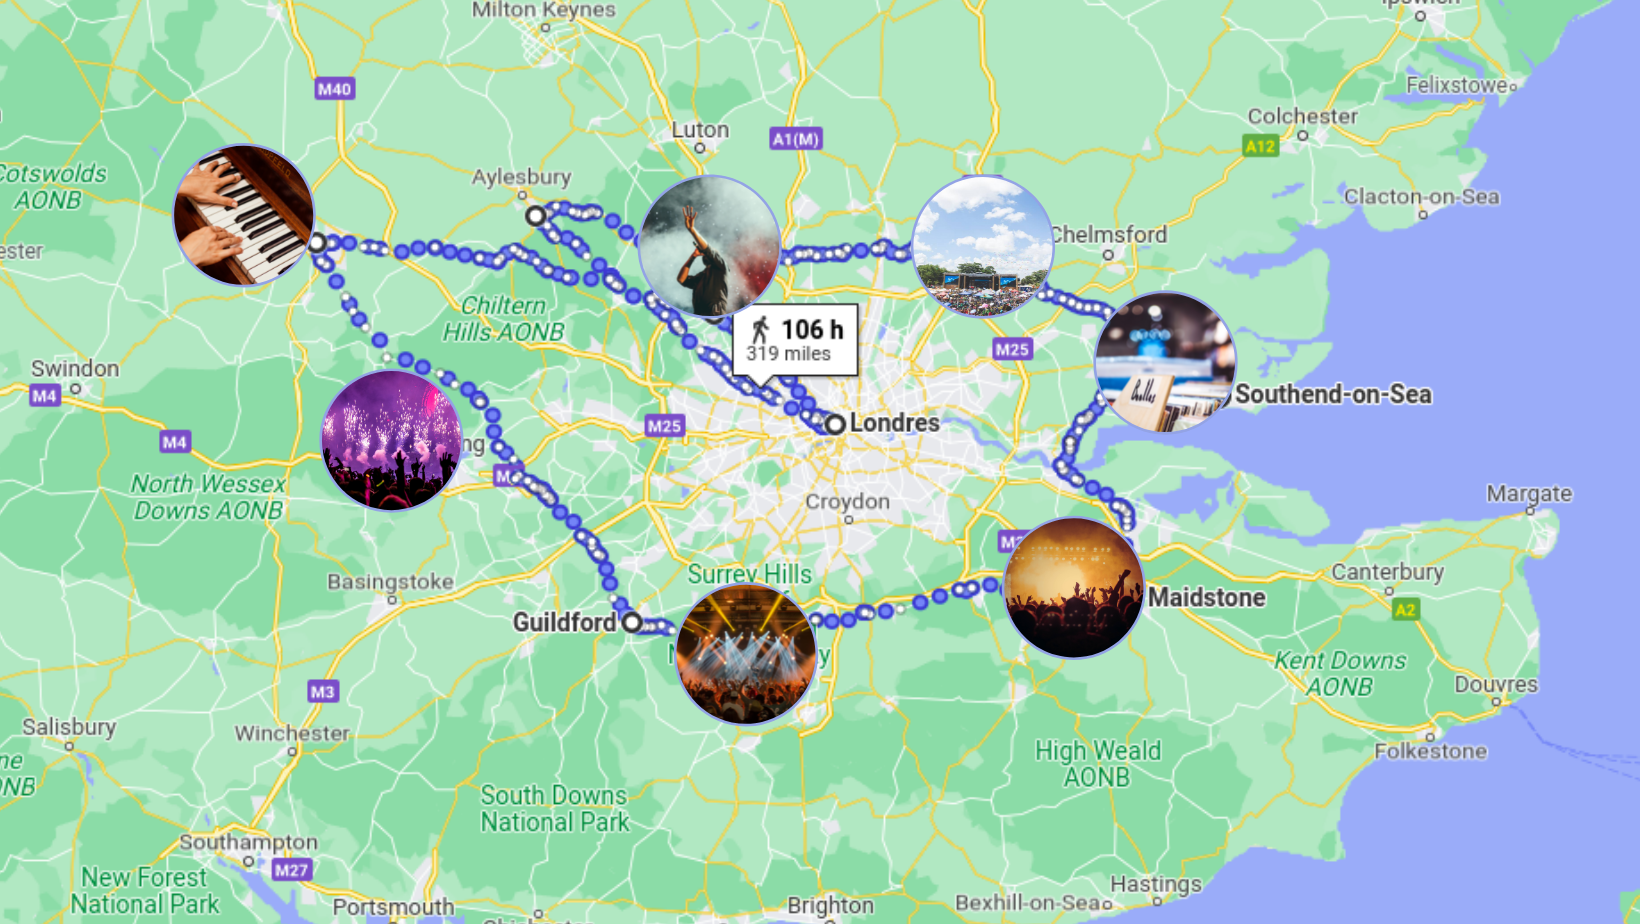 Milton Keynes
Ipswich
M40
Felixstowe
Luton
A1(M)
Colchester
A12
Cotswolds
AONB
Aylesbury
Clacton-on-Sea
ester
Chelmsford
Chiltern
Hills AONB
106 h
319 miles
M25
Swindon
M4
Southend-on-Sea
M4
M25
Londres
ng
North Wessex
Downs AONB
Croydon
Margate
Surrey Hills
Basingstoke
Canterbury
A2
Maidstone
Guildford
y
Kent Downs
AONB
Douvres
M3
Salisbury
Winchester
High Weald
AONB
Folkestone
ne
NB
South Downs
National Park
Southampton
M27
New Forest
National Park
Portsmouth
Hastings
Bexhill-on-Sea
Brighton